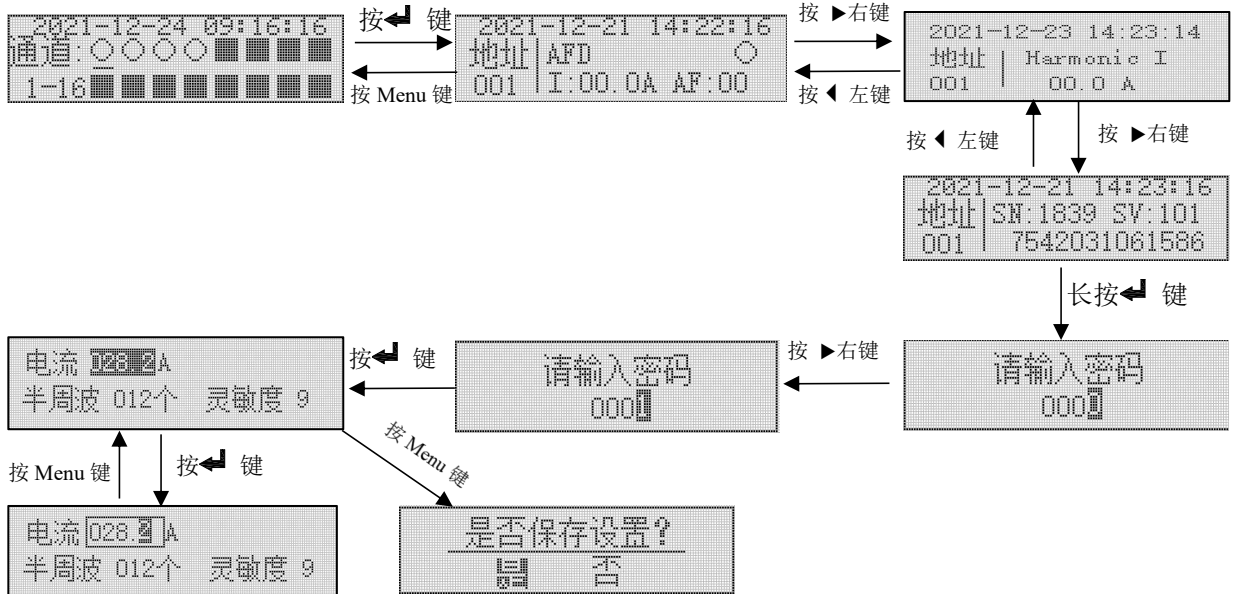 2021-12-24 09:16:16
通道:
1-16
按 键
按 Menu 键
2021-12-21 14:22:16
地址 AFD
001 I:00.0A AF:00
按 ▶右键
按 ◀ 左键
2021-12-23 14:23:14
地址 Harmonic I
001 00.0 A
按 ◀ 左键
按 ▶右键
2021-12-21 14:23:16
地址 SN:1839 SV:101
001 7542031061586
长按 键
请输入密码
0000
按 ▶右键
请输入密码
0001
按 键
电流 028.2A
半周波 012个 灵敏度 9
按 Menu 键
按 键
按 Menu 键
电流 028.2 A
半周波 012个 灵敏度 9
是否保存设置?
是 否